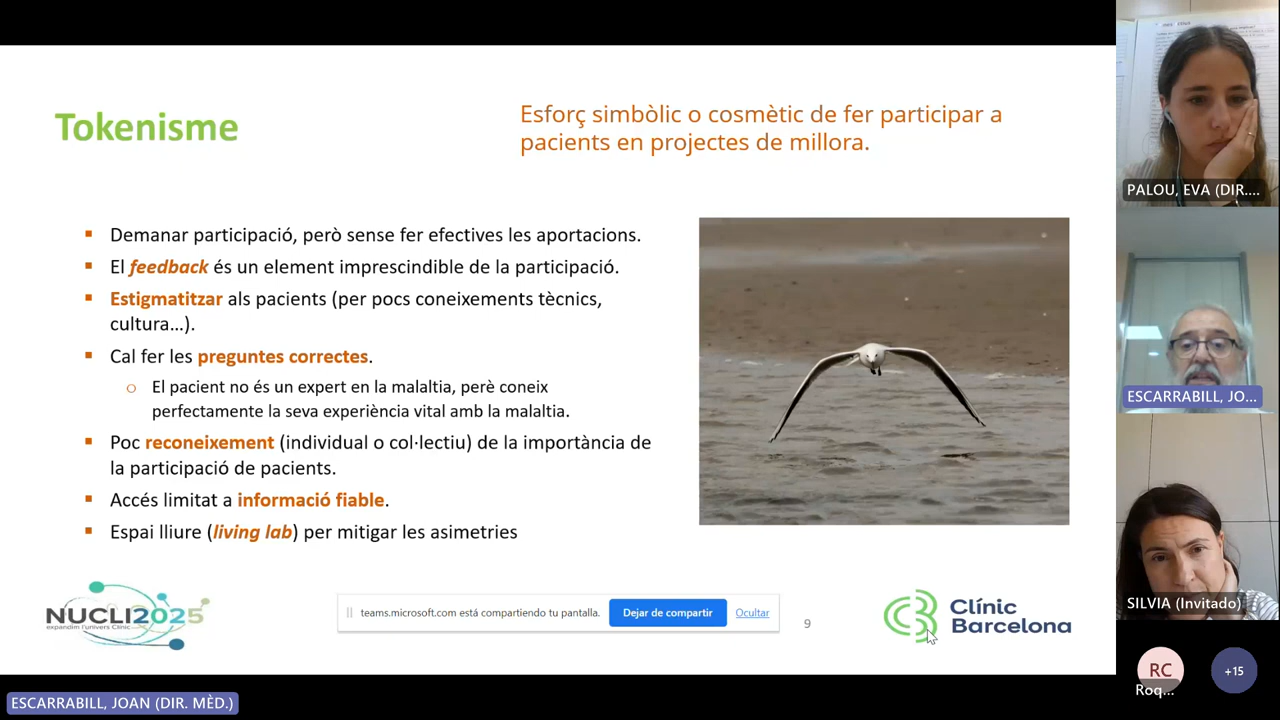 Tokenisme
Esforç simbòlic o cosmètic de fer participar a
pacients en projectes de millora.
Demanar participació, però sense fer efectives les aportacions.
El feedback és un element imprescindible de la participació.
Estigmatitzar als pacients (per pocs coneixements tècnics,
cultura...).
Cal fer les preguntes correctes.
El pacient no és un expert en la malaltia, però coneix
perfectamente la seva experiència vital amb la malaltia.
Poc reconeixement (individual o col·lectiu) de la importància de
la participació de pacients.
Accés limitat a informació fiable.
Espai lliure (living lab) per mitigar les asimetries
NUCLI2025
expandim l'univers Clínic
teams.microsoft.com está compartiendo tu pantalla.
Dejar de compartir
Ocultar
9
Clínic
Barcelona
PALOU, EVA (DIR....
ESCARRABILL, JO...
SILVIA (Invitado)
RC
Roq...
+15
ESCARRABILL, JOAN (DIR. MÈD.)